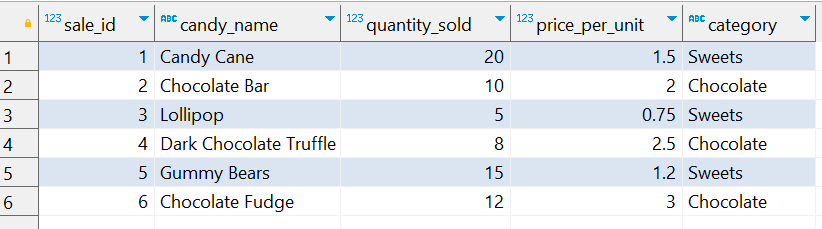 123 sale_id ABC candy_name 123 quantity_sold 123 price_per_unit ABC category
1 1 Candy Cane 20 1.5 Sweets
2 2 Chocolate Bar 10 2 Chocolate
3 3 Lollipop 5 0.75 Sweets
4 4 Dark Chocolate Truffle 8 2.5 Chocolate
5 5 Gummy Bears 15 1.2 Sweets
6 6 Chocolate Fudge 12 3 Chocolate